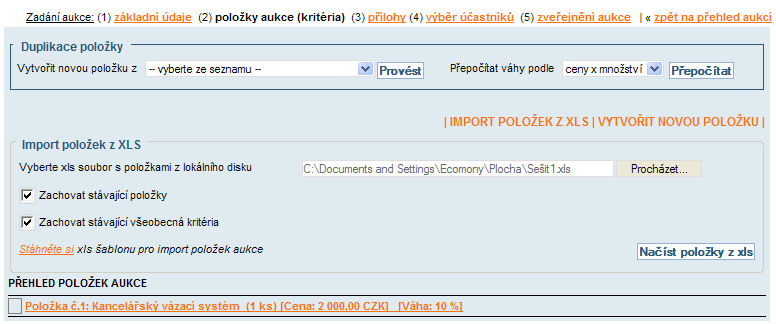 Zadání aukce: (1) základní údaje (2) položky aukce (kritéria) (3) přílohy (4) výběr účastníků (5) zveřejnění aukce | « zpět na přehled aukcí
Duplikace položky
Vytvořit novou položku z -- vyberte ze seznamu -- Provést Přepočítat váhy podle ceny x množství Přepočítat
| IMPORT POLOŽEK Z XLS | VYTVOŘIT NOVOU POLOŽKU |
Import položek z XLS
Vyberte xls soubor s položkami z lokálního disku C:\Documents and Settings\Ecomony\Plocha\Sešit1.xls Procházet...
Zachovat stávající položky
Zachovat stávající všeobecná kritéria
Stáhněte si xls šablonu pro import položek aukce Načíst položky z xls
PŘEHLED POLOŽEK AUKCE
Položka č.1: Kancelářský vázací systém (1 ks) [Cena: 2 000,00 CZK] [Váha: 10 %]